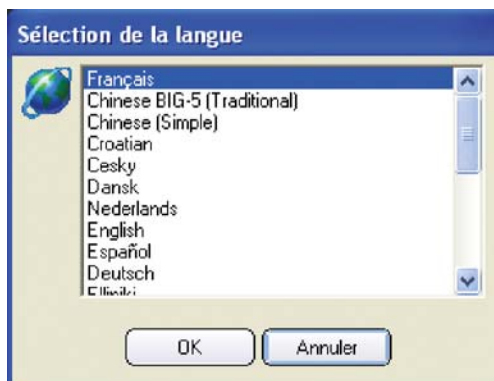 Sélection de la langue
Français
Chinese BIG-5 (Traditional)
Chinese (Simple)
Croatian
Cesky
Dansk
Nederlands
English
Español
Deutsch
Elliniki
OK
Annuler